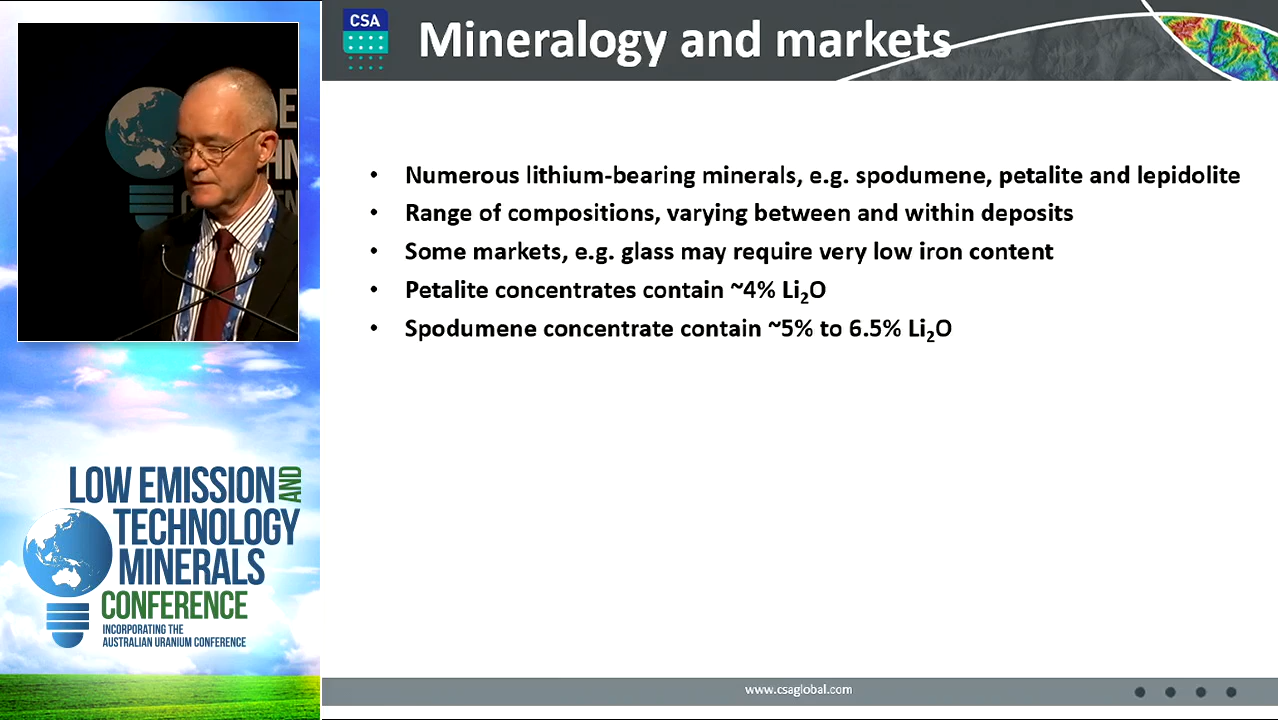 CSA
Mineralogy and markets
• Numerous lithium-bearing minerals, e.g. spodumene, petalite and lepidolite
• Range of compositions, varying between and within deposits
• Some markets, e.g. glass may require very low iron content
• Petalite concentrates contain ~4% Li₂O
• Spodumene concentrate contain ~5% to 6.5% Li₂O
LOW EMISSION AND
TECHNOLOGY
MINERALS
CONFERENCE
INCORPORATING THE
AUSTRALIAN URANIUM CONFERENCE
www.csaglobal.com